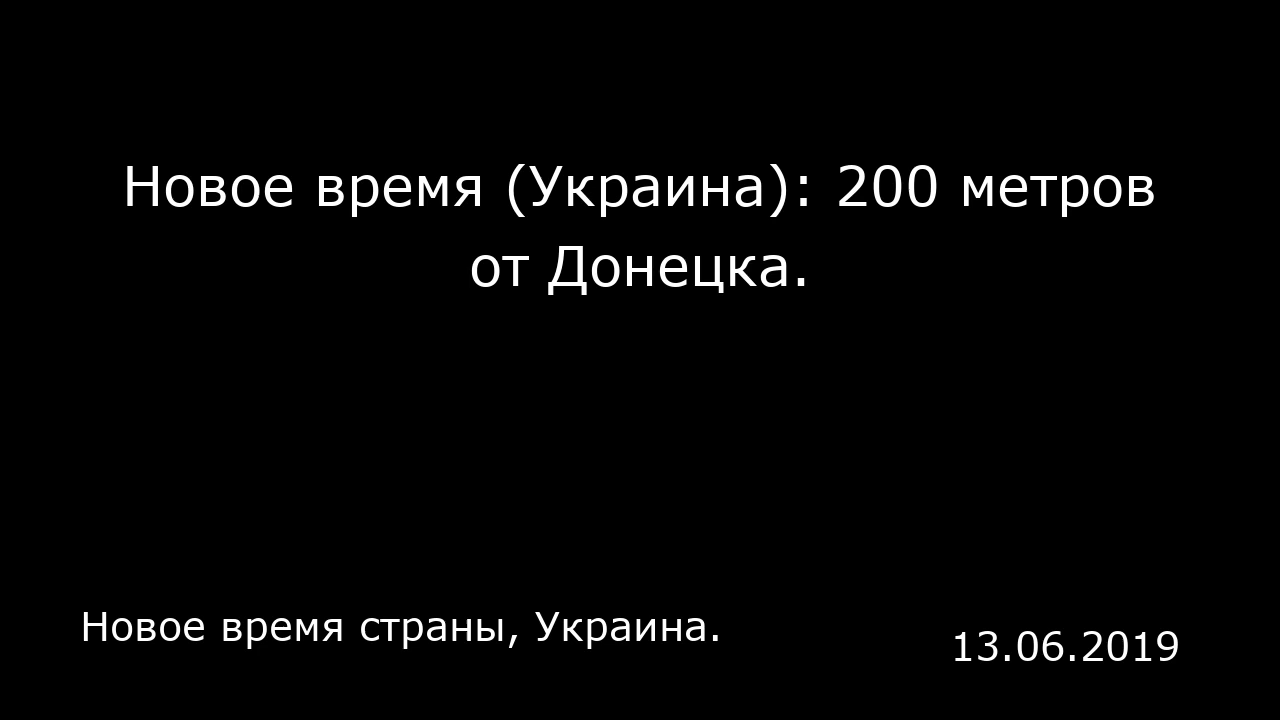 Новое время (Украина): 200 метров
от Донецка.
Новое время страны, Украина.
13.06.2019